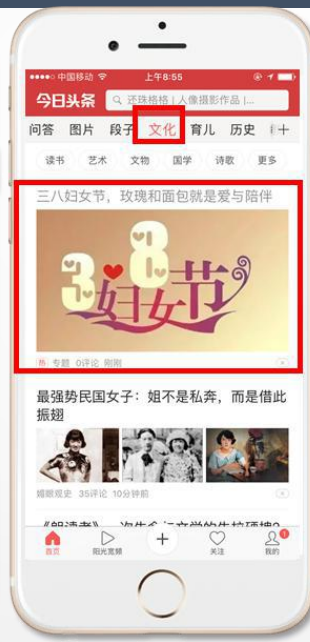 中国移动 上午8:55
今日头条 还珠格格 | 人像摄影作品 |...
问答 图片 段子 文化 育儿 历史 +
读书 艺术 文物 国学 诗歌 更多
三八妇女节，玫瑰和面包就是爱与陪伴
3.8
妇女节
热 专题 0评论 刚刚
最强势民国女子：姐不是私奔，而是借此
振翅
35评论 10分钟前
首页 阳光宽频 + 关注 我的